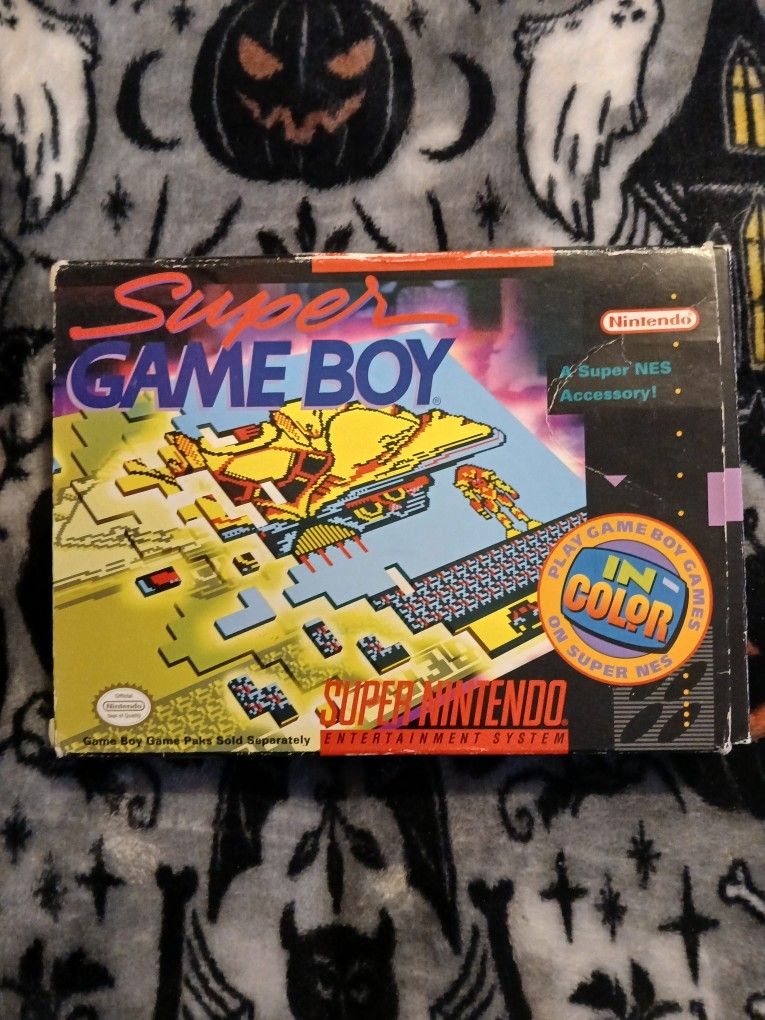 Super
GAME BOY®
Nintendo®
A Super NES
Accessory!
PLAY GAME BOY GAMES
IN
COLOR
ON SUPER NES
Official
Nintendo
Seal of Quality
Game Boy Game Paks Sold Separately
SUPER NINTENDO®
ENTERTAINMENT SYSTEM